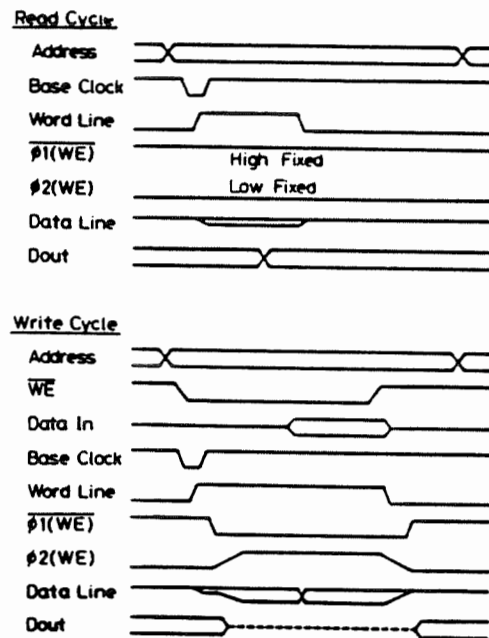 Read Cycle
Address
Base Clock
Word Line
φ1(WE)
High Fixed
φ2(WE)
Low Fixed
Data Line
Dout
Write Cycle
Address
WE
Data In
Base Clock
Word Line
φ1(WE)
φ2(WE)
Data Line
Dout